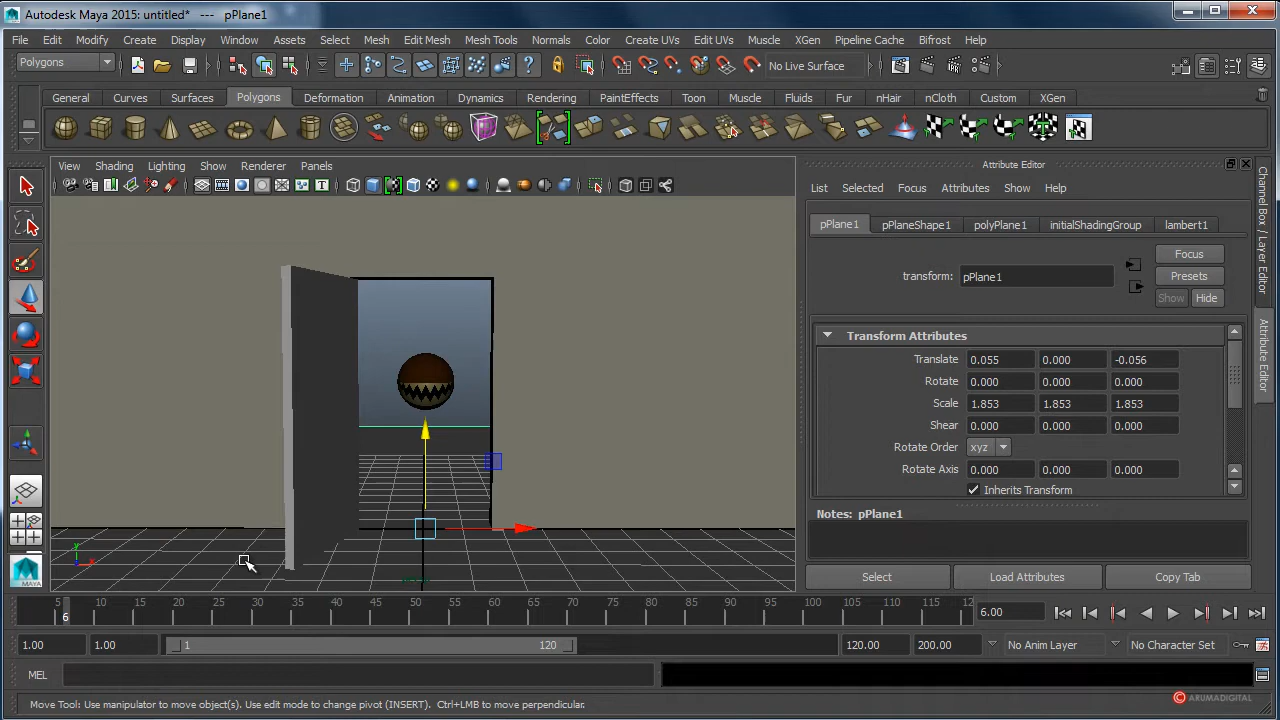 Autodesk Maya 2015: untitled*   ---   pPlane1
File Edit Modify Create Display Window Assets Select Mesh Edit Mesh Mesh Tools Normals Color Create UVs Edit UVs Muscle XGen Pipeline Cache Bifrost Help
Polygons No Live Surface
General Curves Surfaces Polygons Deformation Animation Dynamics Rendering PaintEffects Toon Muscle Fluids Fur nHair nCloth Custom XGen
View Shading Lighting Show Renderer Panels
Attribute Editor
List Selected Focus Attributes Show Help
pPlane1 pPlaneShape1 polyPlane1 initialShadingGroup lambert1
Focus
transform: pPlane1 Presets
Show Hide
Transform Attributes
Translate 0.055 0.000 -0.056
Rotate 0.000 0.000 0.000
Scale 1.853 1.853 1.853
Shear 0.000 0.000 0.000
Rotate Order xyz
Rotate Axis 0.000 0.000 0.000
Inherits Transform
Notes: pPlane1
Select Load Attributes Copy Tab
Channel Box / Layer Editor
Attribute Editor
y x
MAYA
5 10 15 20 25 30 35 40 45 50 55 60 65 70 75 80 85 90 95 100 105 110 115 12
6 6.00
1.00 1.00 1 120 120.00 200.00 No Anim Layer No Character Set
MEL
Move Tool: Use manipulator to move object(s). Use edit mode to change pivot (INSERT). Ctrl+LMB to move perpendicular.
© ARUMADIGITAL